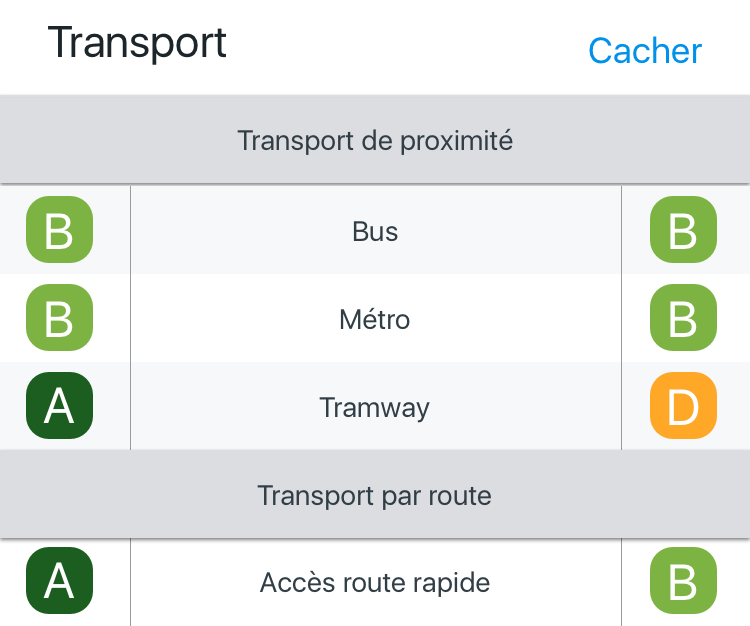 Transport
Cacher
Transport de proximité
B Bus B
B Métro B
A Tramway D
Transport par route
A Accès route rapide B